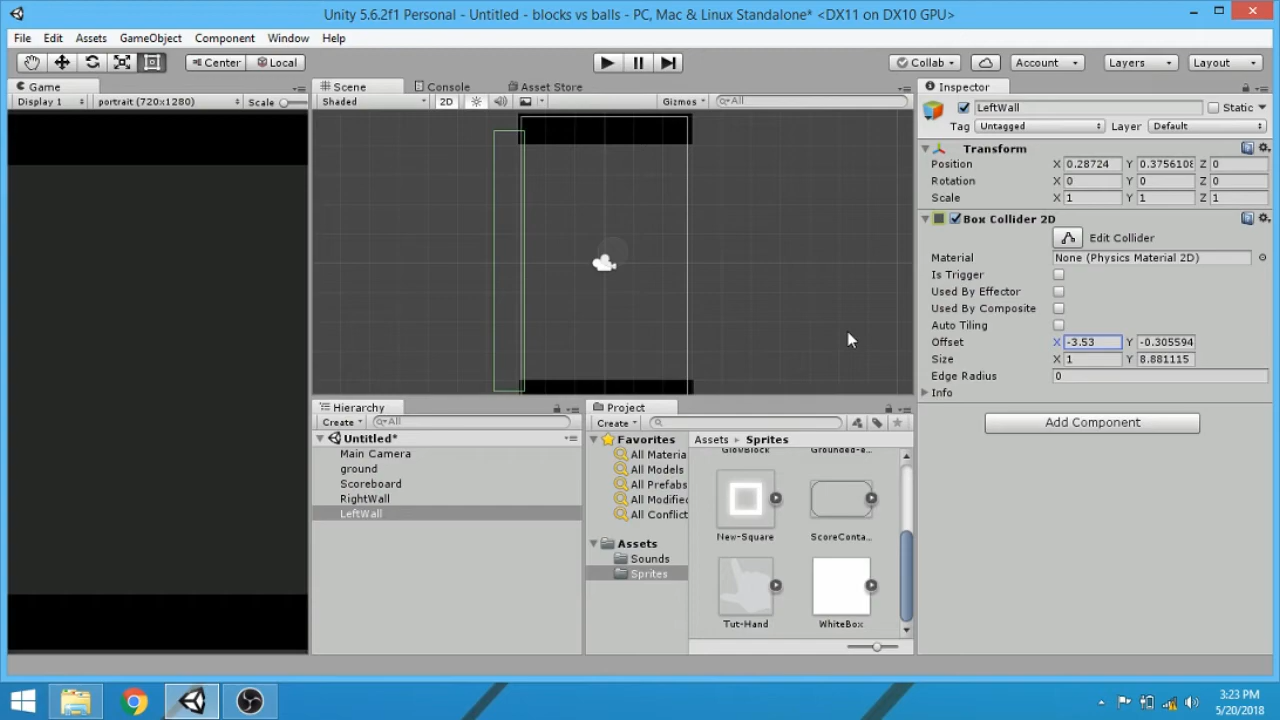 Unity 5.6.2f1 Personal - Untitled - blocks vs balls - PC, Mac & Linux Standalone* <DX11 on DX10 GPU>
File Edit Assets GameObject Component Window Help
Center Local Collab Account Layers Layout
Game
Display 1 portrait (720x1280) Scale
Scene Console Asset Store
Shaded 2D Gizmos All
Inspector
LeftWall Static
Tag Untagged Layer Default
Transform
Position X 0.28724 Y 0.3756108 Z 0
Rotation X 0 Y 0 Z 0
Scale X 1 Y 1 Z 1
Box Collider 2D
Edit Collider
Material None (Physics Material 2D)
Is Trigger
Used By Effector
Used By Composite
Auto Tiling
Offset X -3.53 Y -0.305594
Size X 1 Y 8.881115
Edge Radius 0
Info
Add Component
Hierarchy
Create All
Untitled*
Main Camera
ground
Scoreboard
RightWall
LeftWall
Project
Create
Favorites
All Materia
All Models
All Prefabs
All Modified
All Conflict
Assets
Sounds
Sprites
Assets Sprites
GlovBlock Grounded-e...
New-Square ScoreConta...
Tut-Hand WhiteBox
3:23 PM
5/20/2018